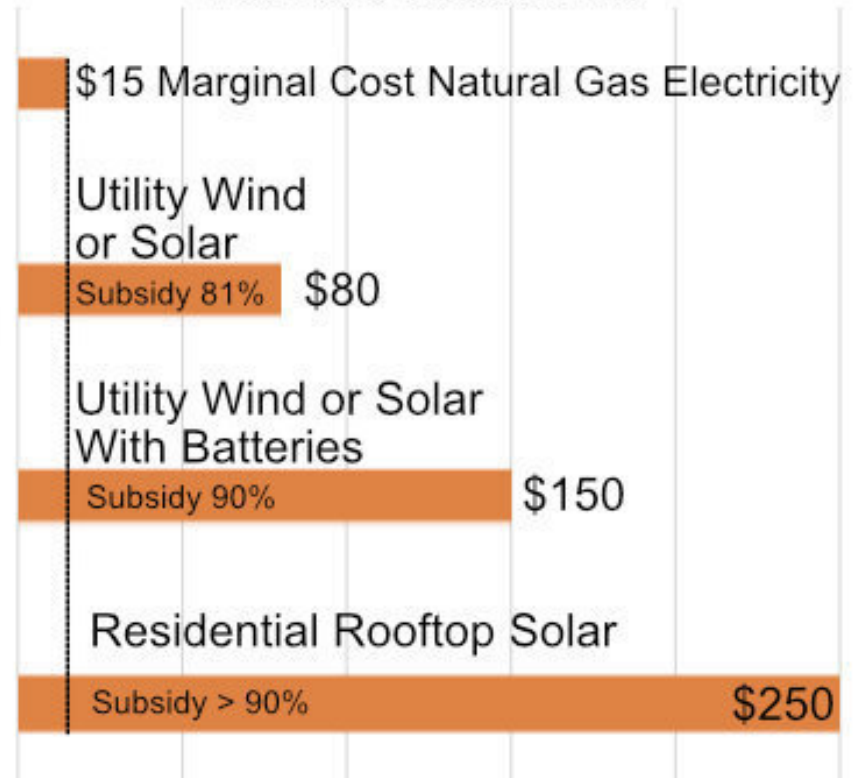 $15 Marginal Cost Natural Gas Electricity
Utility Wind
or Solar
Subsidy 81% $80
Utility Wind or Solar
With Batteries
Subsidy 90% $150
Residential Rooftop Solar
Subsidy > 90% $250